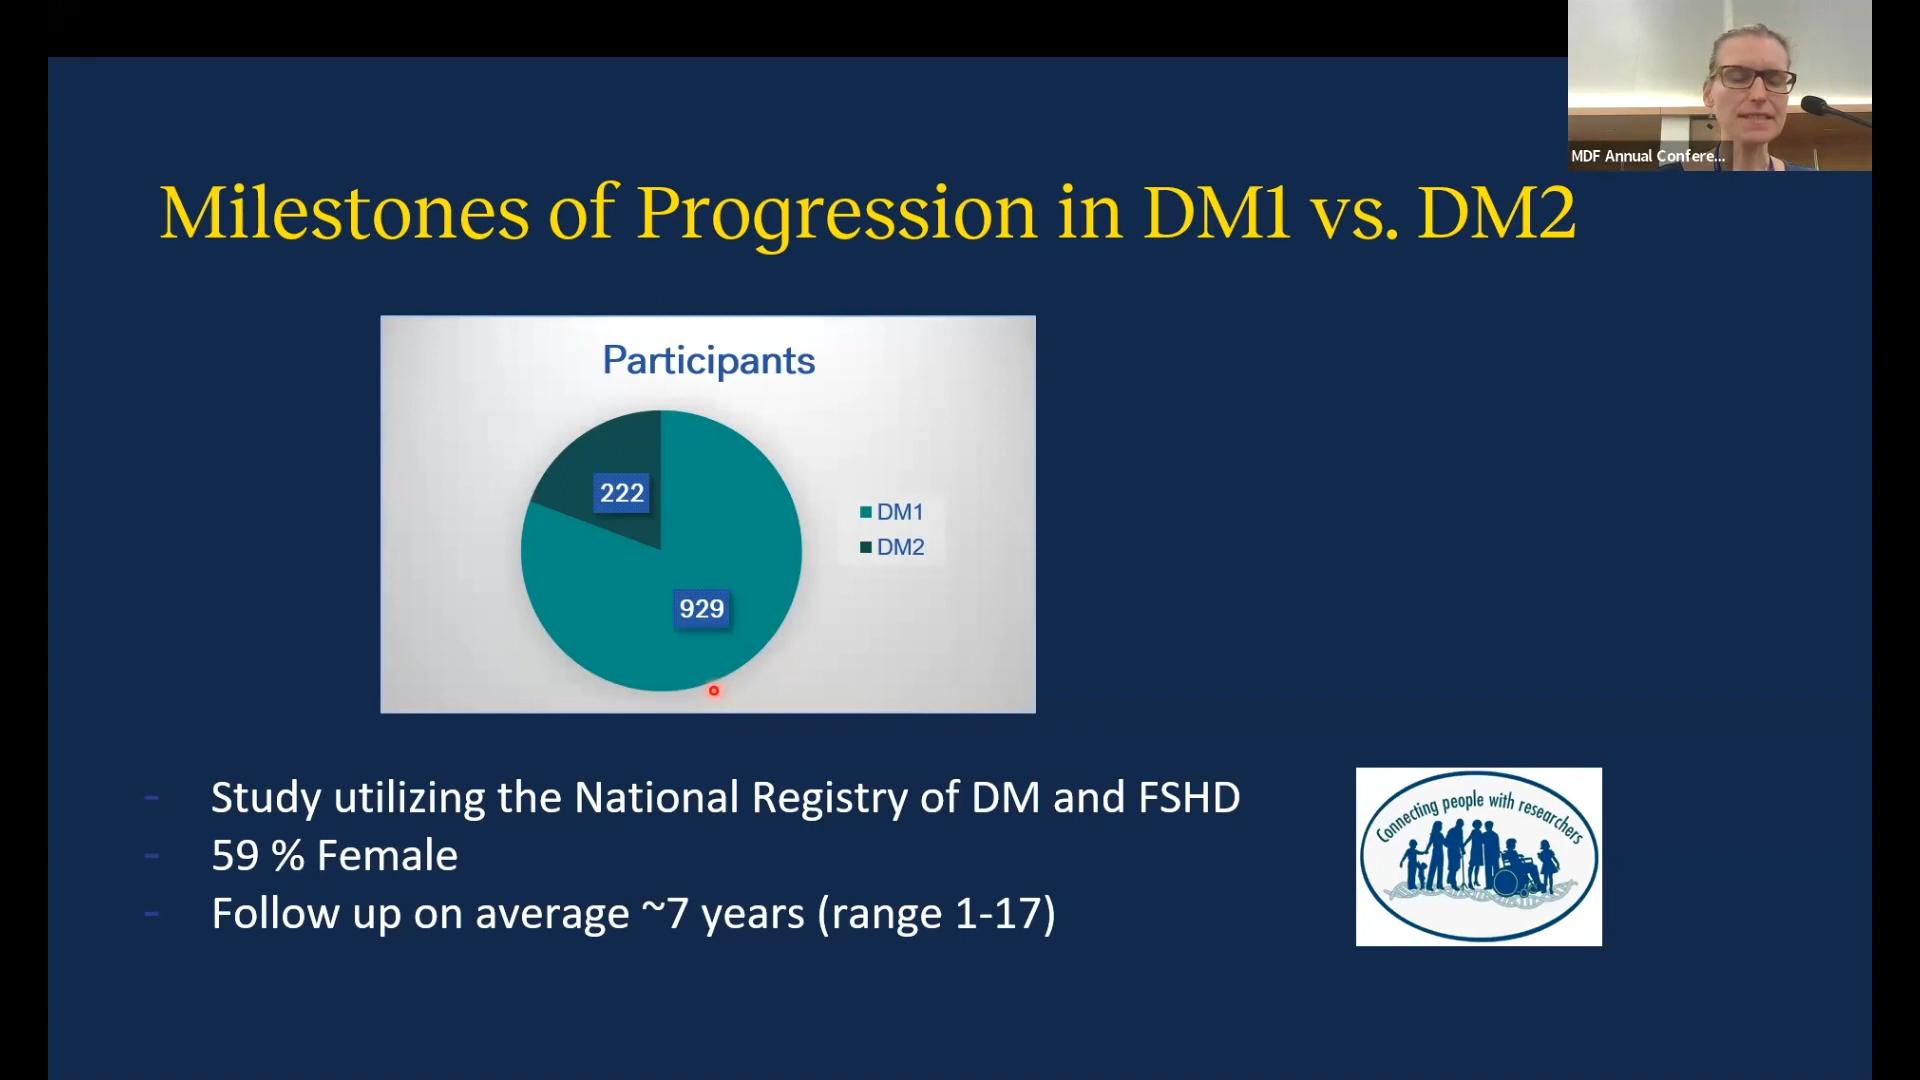 MDF Annual Confere...
Milestones of Progression in DM1 vs. DM2
Participants
222
929
DM1
DM2
- Study utilizing the National Registry of DM and FSHD
- 59 % Female
- Follow up on average ~7 years (range 1-17)
Connecting people with researchers